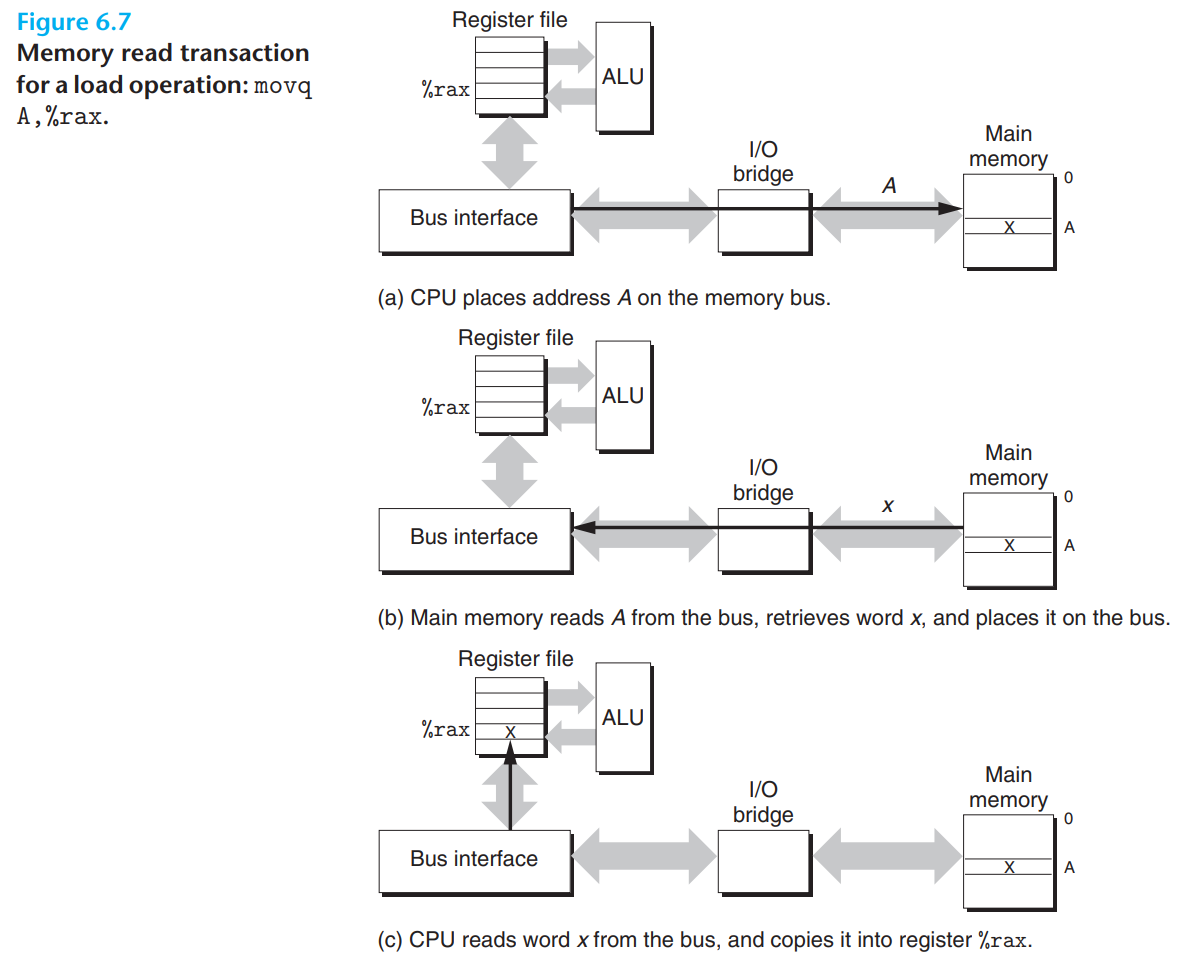 Figure 6.7
Memory read transaction
for a load operation: movq
A,%rax.
Register file
%rax
ALU
Bus interface
I/O
bridge
A
Main
memory
0
X
A
(a) CPU places address A on the memory bus.
Register file
%rax
ALU
Bus interface
I/O
bridge
x
Main
memory
0
X
A
(b) Main memory reads A from the bus, retrieves word x, and places it on the bus.
Register file
%rax
X
ALU
Bus interface
I/O
bridge
Main
memory
0
X
A
(c) CPU reads word x from the bus, and copies it into register %rax.